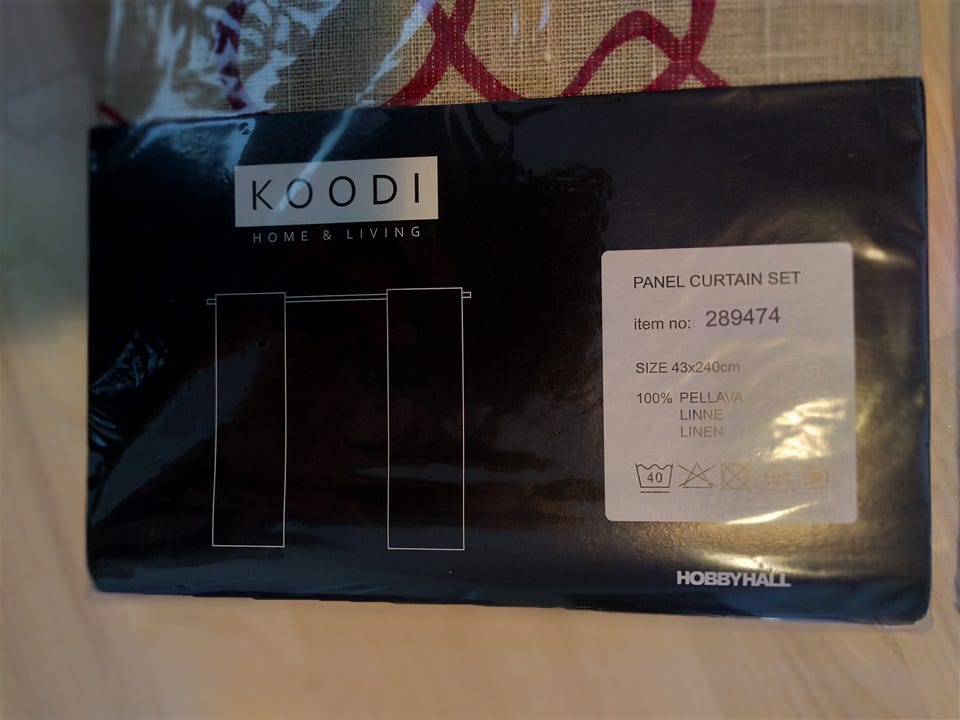 KOODI
HOME & LIVING
PANEL CURTAIN SET
item no: 289474
SIZE 43x240cm
100% PELLAVA
LINNE
LINEN
40
HOBBYHALL